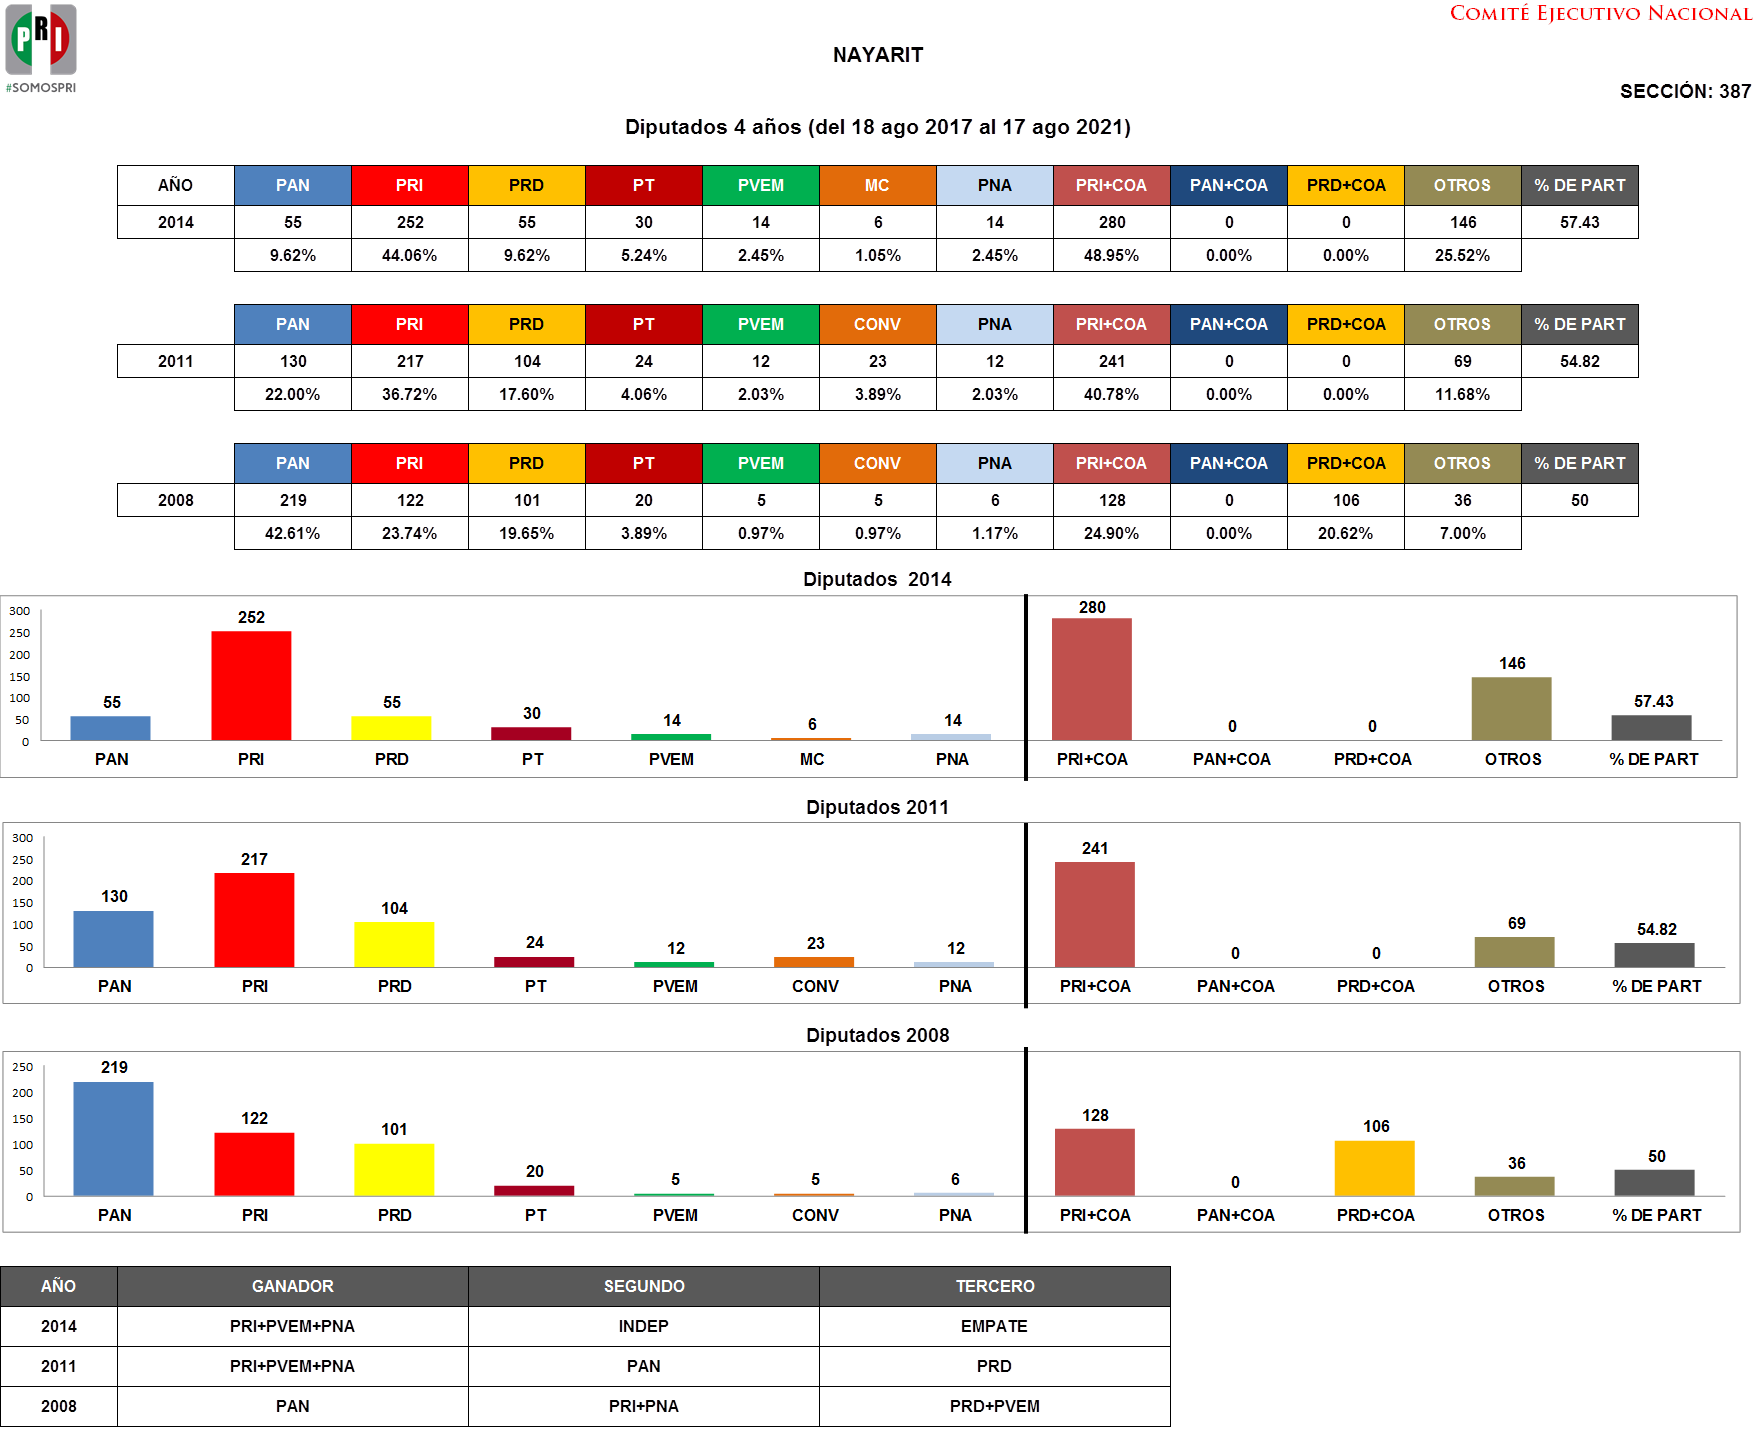 PRI
#SOMOSPRI
COMITÉ EJECUTIVO NACIONAL
NAYARIT
SECCIÓN: 387
Diputados 4 años (del 18 ago 2017 al 17 ago 2021)
AÑO PAN PRI PRD PT PVEM MC PNA PRI+COA PAN+COA PRD+COA OTROS % DE PART
2014 55 252 55 30 14 6 14 280 0 0 146 57.43
9.62% 44.06% 9.62% 5.24% 2.45% 1.05% 2.45% 48.95% 0.00% 0.00% 25.52%
PAN PRI PRD PT PVEM CONV PNA PRI+COA PAN+COA PRD+COA OTROS % DE PART
2011 130 217 104 24 12 23 12 241 0 0 69 54.82
22.00% 36.72% 17.60% 4.06% 2.03% 3.89% 2.03% 40.78% 0.00% 0.00% 11.68%
PAN PRI PRD PT PVEM CONV PNA PRI+COA PAN+COA PRD+COA OTROS % DE PART
2008 219 122 101 20 5 5 6 128 0 106 36 50
42.61% 23.74% 19.65% 3.89% 0.97% 0.97% 1.17% 24.90% 0.00% 20.62% 7.00%
Diputados 2014
300
250
200
150
100
50
0
55 252 55 30 14 6 14 280 0 0 146 57.43
PAN PRI PRD PT PVEM MC PNA PRI+COA PAN+COA PRD+COA OTROS % DE PART
Diputados 2011
300
250
200
150
100
50
0
130 217 104 24 12 23 12 241 0 0 69 54.82
PAN PRI PRD PT PVEM CONV PNA PRI+COA PAN+COA PRD+COA OTROS % DE PART
Diputados 2008
250
200
150
100
50
0
219 122 101 20 5 5 6 128 0 106 36 50
PAN PRI PRD PT PVEM CONV PNA PRI+COA PAN+COA PRD+COA OTROS % DE PART
AÑO GANADOR SEGUNDO TERCERO
2014 PRI+PVEM+PNA INDEP EMPATE
2011 PRI+PVEM+PNA PAN PRD
2008 PAN PRI+PNA PRD+PVEM